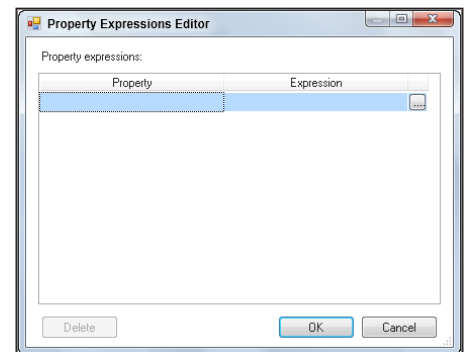 Property Expressions Editor
Property expressions:
Property Expression
...
Delete OK Cancel